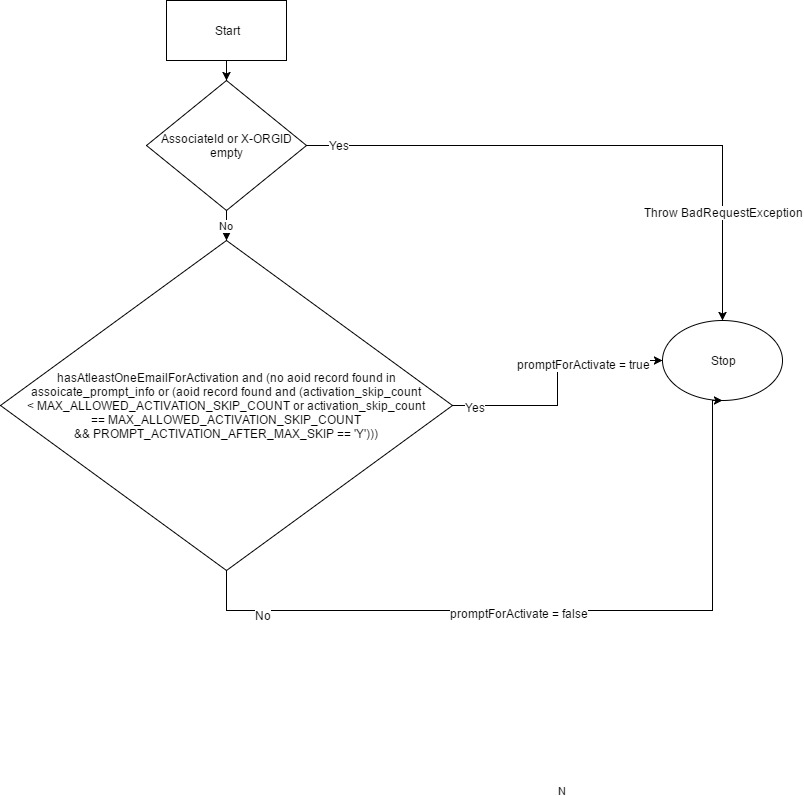 Start
AssociateId or X-ORGID
empty
Yes
No
Throw BadRequestException
Stop
promptForActivate = true
hasAtleastOneEmailForActivation and (no aoid record found in
assoicate_prompt_info or (aoid record found and (activation_skip_count
< MAX_ALLOWED_ACTIVATION_SKIP_COUNT or activation_skip_count
== MAX_ALLOWED_ACTIVATION_SKIP_COUNT
&& PROMPT_ACTIVATION_AFTER_MAX_SKIP == 'Y')))
Yes
No
promptForActivate = false
N